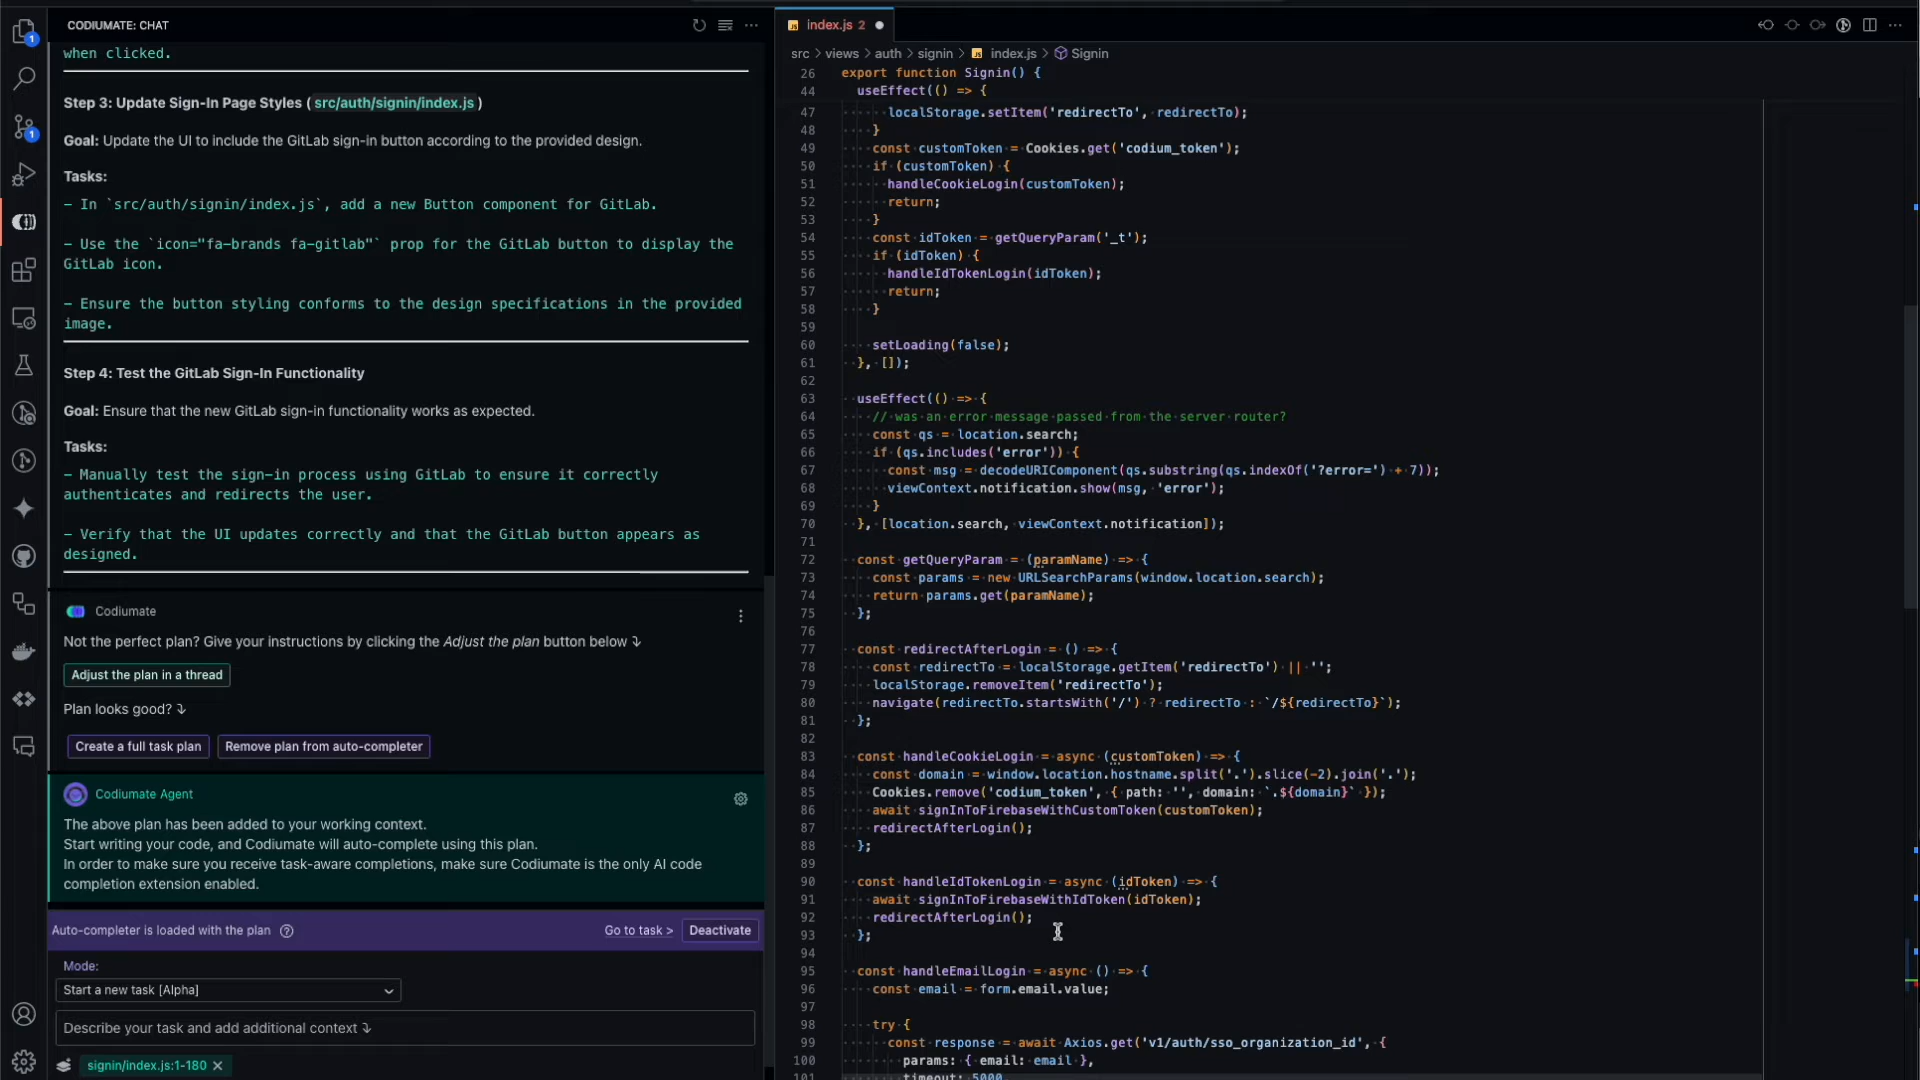 CODIUMATE: CHAT
when clicked.
Step 3: Update Sign-In Page Styles ( src/auth/signin/index.js )
Goal: Update the UI to include the GitLab sign-in button according to the provided design.
Tasks:
– In `src/auth/signin/index.js`, add a new Button component for GitLab.
– Use the `icon="fa-brands fa-gitlab"` prop for the GitLab button to display the
GitLab icon.
– Ensure the button styling conforms to the design specifications in the provided
image.
Step 4: Test the GitLab Sign-In Functionality
Goal: Ensure that the new GitLab sign-in functionality works as expected.
Tasks:
– Manually test the sign-in process using GitLab to ensure it correctly
authenticates and redirects the user.
– Verify that the UI updates correctly and that the GitLab button appears as
designed.
Codiumate
Not the perfect plan? Give your instructions by clicking the Adjust the plan button below ⤵
Adjust the plan in a thread
Plan looks good? ⤵
Create a full task plan Remove plan from auto-completer
Codiumate Agent
The above plan has been added to your working context.
Start writing your code, and Codiumate will auto-complete using this plan.
In order to make sure you receive task-aware completions, make sure Codiumate is the only AI code
completion extension enabled.
Auto-completer is loaded with the plan ? Go to task > Deactivate
Mode:
Start a new task [Alpha]
Describe your task and add additional context ⤵
signin/index.js:1-180 ×
1
1
JS index.js 2 ●
src > views > auth > signin > JS index.js > Signin
26 export function Signin() {
44 useEffect(() => {
47 localStorage.setItem('redirectTo', redirectTo);
48 }
49 const customToken = Cookies.get('codium_token');
50 if (customToken) {
51 handleCookieLogin(customToken);
52 return;
53 }
54 const idToken = getQueryParam('_t');
55 if (idToken) {
56 handleIdTokenLogin(idToken);
57 return;
58 }
59
60 setLoading(false);
61 }, []);
62
63 useEffect(() => {
64 // was an error message passed from the server router?
65 const qs = location.search;
66 if (qs.includes('error')) {
67 const msg = decodeURIComponent(qs.substring(qs.indexOf('?error=') + 7));
68 viewContext.notification.show(msg, 'error');
69 }
70 }, [location.search, viewContext.notification]);
71
72 const getQueryParam = (paramName) => {
73 const params = new URLSearchParams(window.location.search);
74 return params.get(paramName);
75 };
76
77 const redirectAfterLogin = () => {
78 const redirectTo = localStorage.getItem('redirectTo') || '';
79 localStorage.removeItem('redirectTo');
80 navigate(redirectTo.startsWith('/') ? redirectTo : `/${redirectTo}`);
81 };
82
83 const handleCookieLogin = async (customToken) => {
84 const domain = window.location.hostname.split('.').slice(-2).join('.');
85 Cookies.remove('codium_token', { path: '', domain: `.${domain}` });
86 await signInToFirebaseWithCustomToken(customToken);
87 redirectAfterLogin();
88 };
89
90 const handleIdTokenLogin = async (idToken) => {
91 await signInToFirebaseWithIdToken(idToken);
92 redirectAfterLogin();
93 };
94
95 const handleEmailLogin = async () => {
96 const email = form.email.value;
97
98 try {
99 const response = await Axios.get('v1/auth/sso_organization_id', {
100 params: { email: email },
101 timeout: 5000,